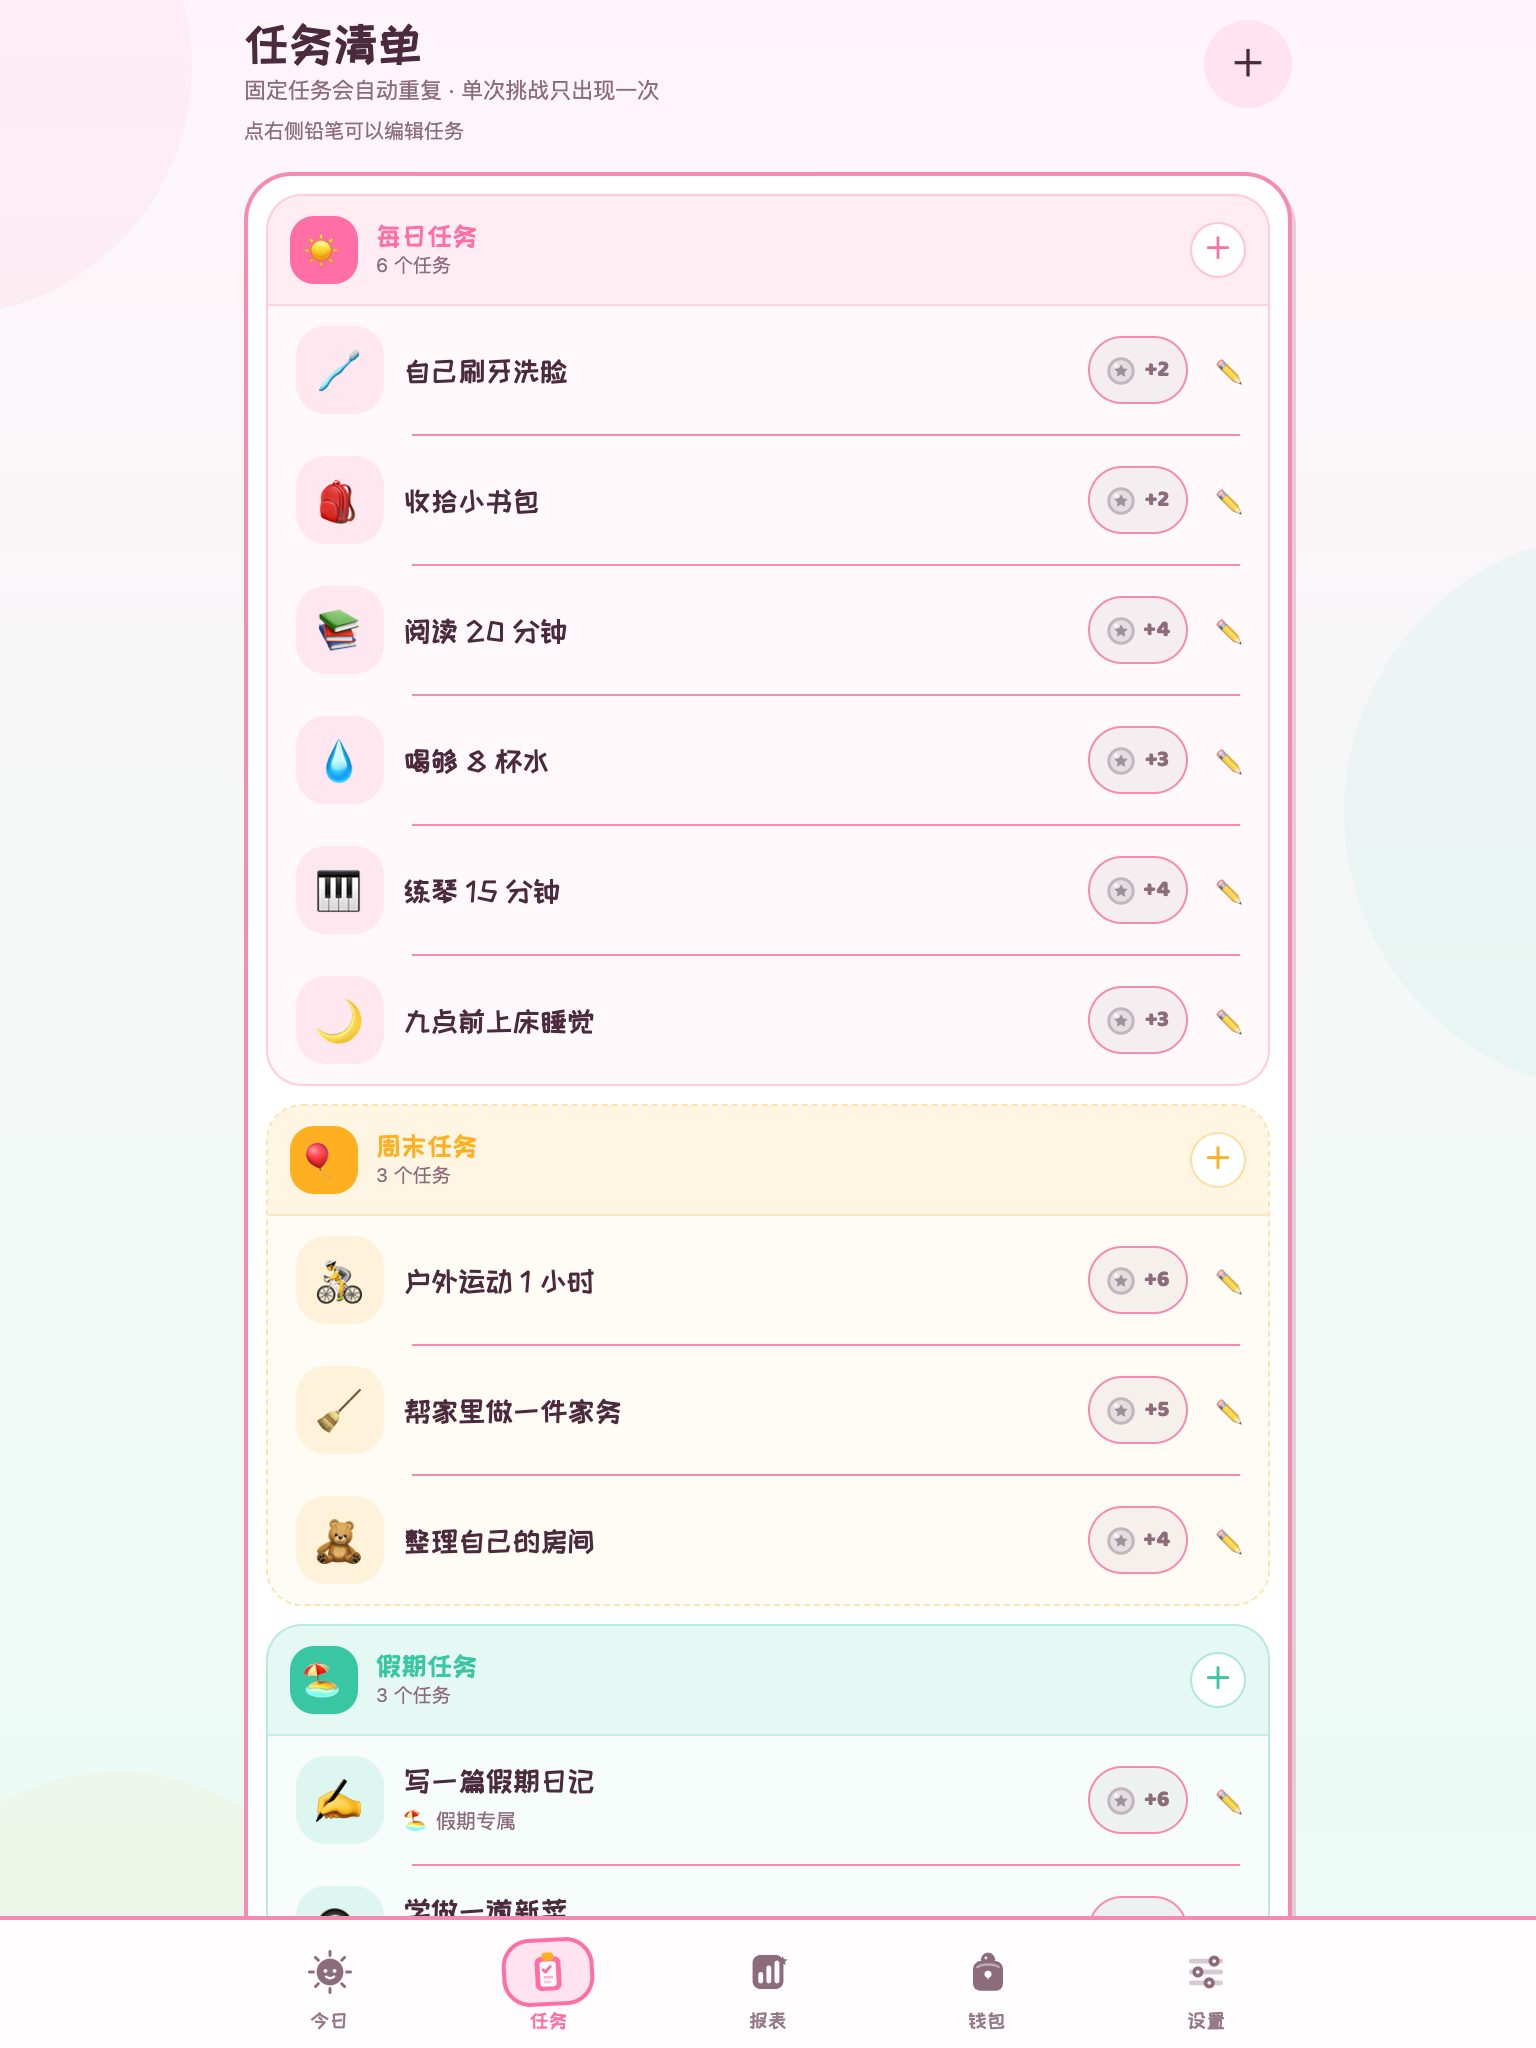 任务清单
固定任务会自动重复 · 单次挑战只出现一次
点右侧铅笔可以编辑任务
每日任务
6 个任务
自己刷牙洗脸
+2
收拾小书包
+2
阅读 20 分钟
+4
喝够 8 杯水
+3
练琴 15 分钟
+4
九点前上床睡觉
+3
周末任务
3 个任务
户外运动 1 小时
+6
帮家里做一件家务
+5
整理自己的房间
+4
假期任务
3 个任务
写一篇假期日记
假期专属
+6
学做一道新菜
今日
任务
报表
钱包
设置